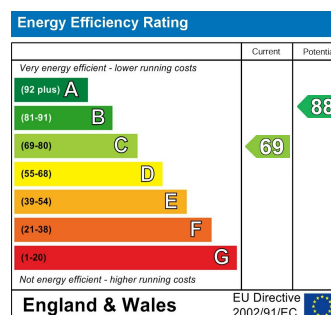 Energy Efficiency Rating
Current Potentia
Very energy efficient - lower running costs
(92 plus) A
(81-91) B
88
(69-80) C
69
(55-68) D
(39-54) E
(21-38) F
(1-20) G
Not energy efficient - higher running costs
England & Wales
EU Directive
2002/91/EC